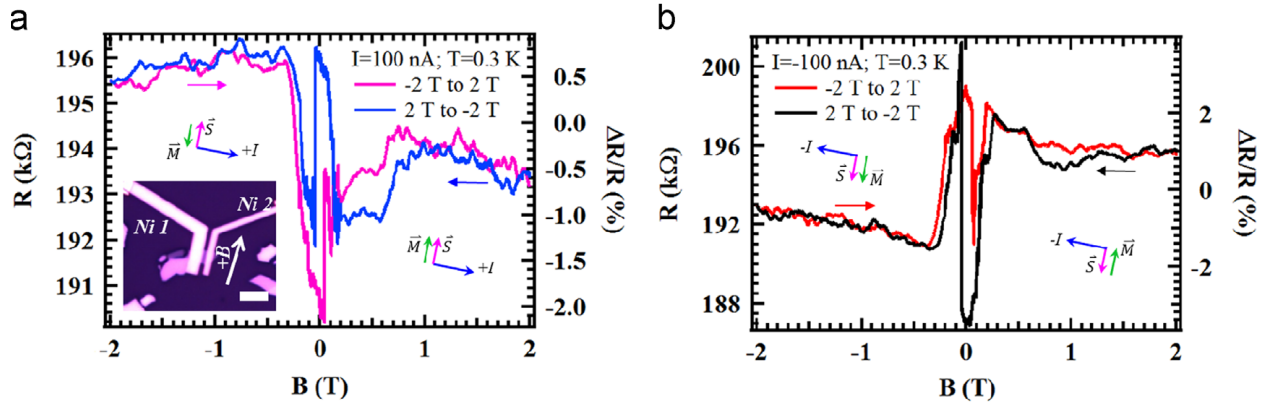 a
I=100 nA; T=0.3 K
-2 T to 2 T
2 T to -2 T
R (kΩ)
196
195
194
193
192
191
ΔR/R (%)
0.5
0.0
-0.5
-1.0
-1.5
-2.0
M S +I
M S +I
Ni 1 Ni 2
+B
-2 -1 0 1 2
B (T)
b
I=-100 nA; T=0.3 K
-2 T to 2 T
2 T to -2 T
R (kΩ)
200
196
192
188
ΔR/R (%)
2
0
-2
-I S M
-I S M
-2 -1 0 1 2
B (T)